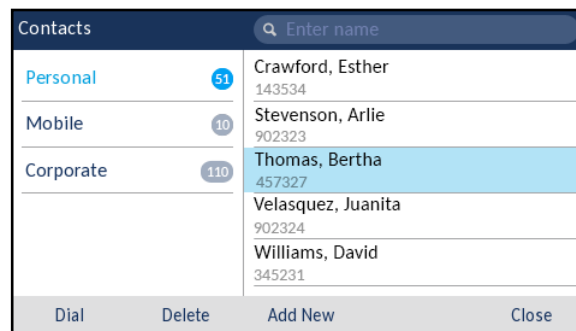 Contacts
Enter name
Personal 51
Mobile 10
Corporate 110
Crawford, Esther
143534
Stevenson, Arlie
902323
Thomas, Bertha
457327
Velasquez, Juanita
902324
Williams, David
345231
Dial Delete Add New Close